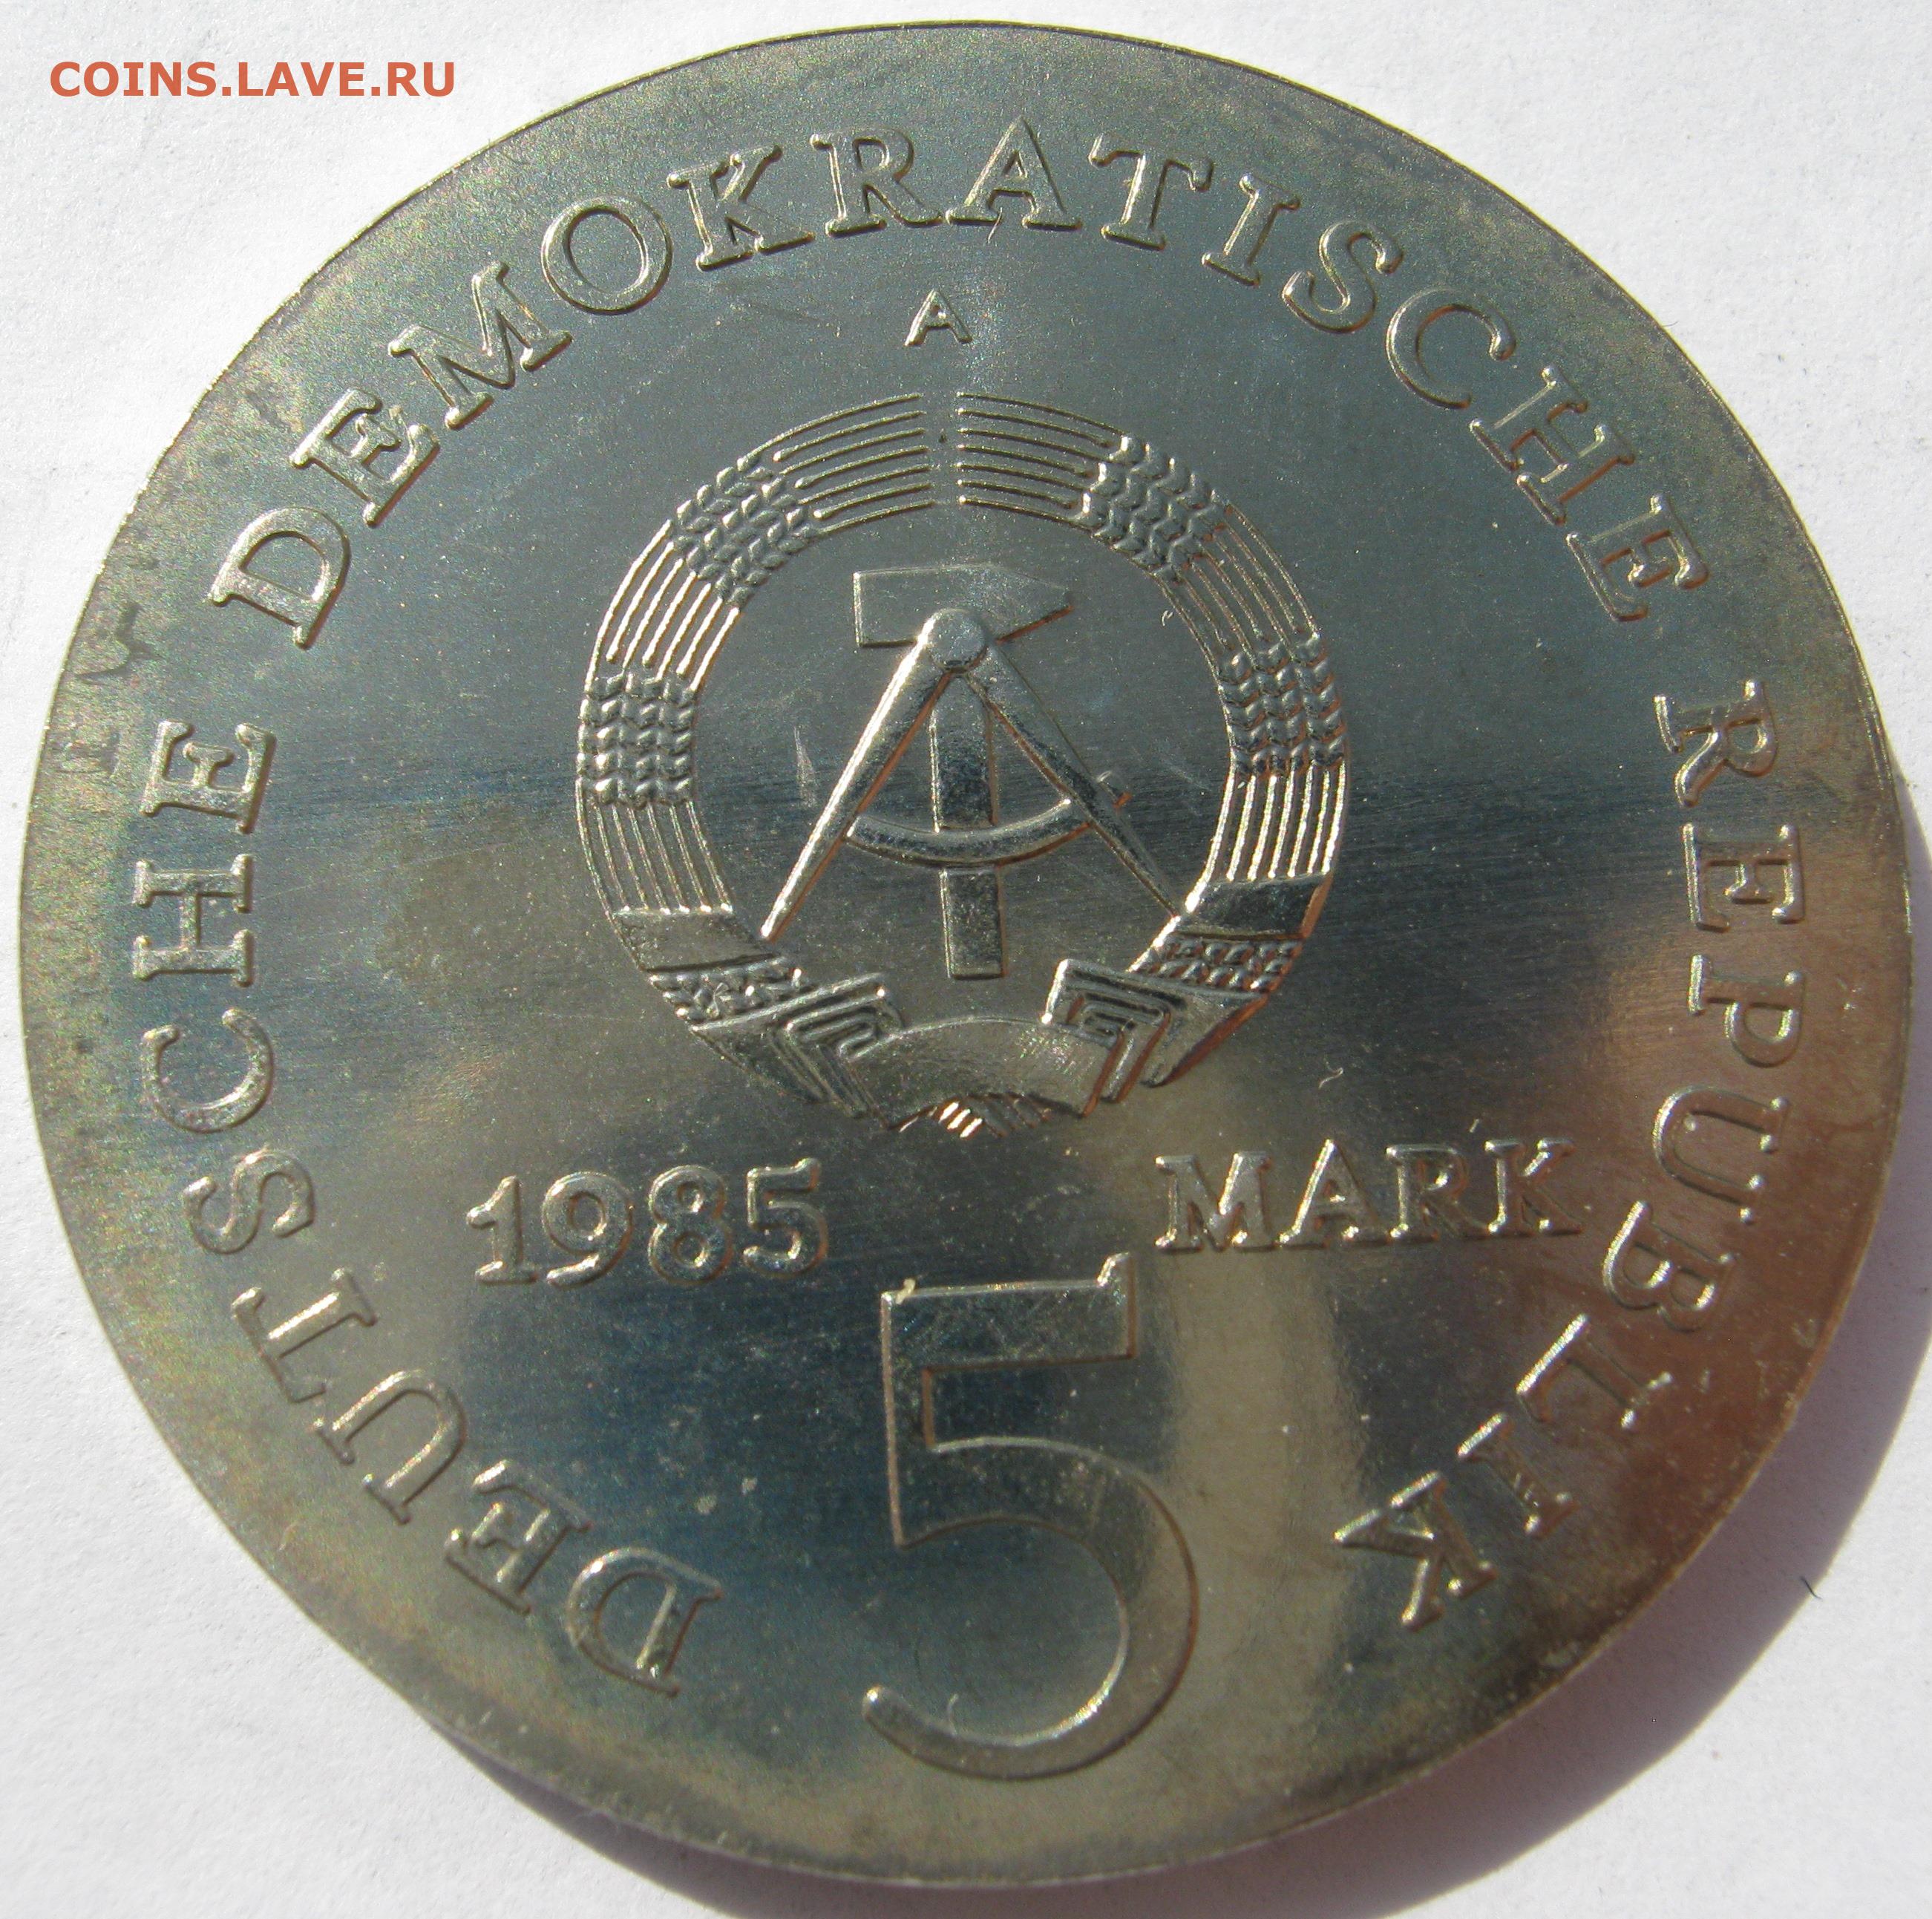 COINS.LAVE.RU
DEUTSCHE DEMOKRATISCHE REPUBLIK
A
1985 MARK
5